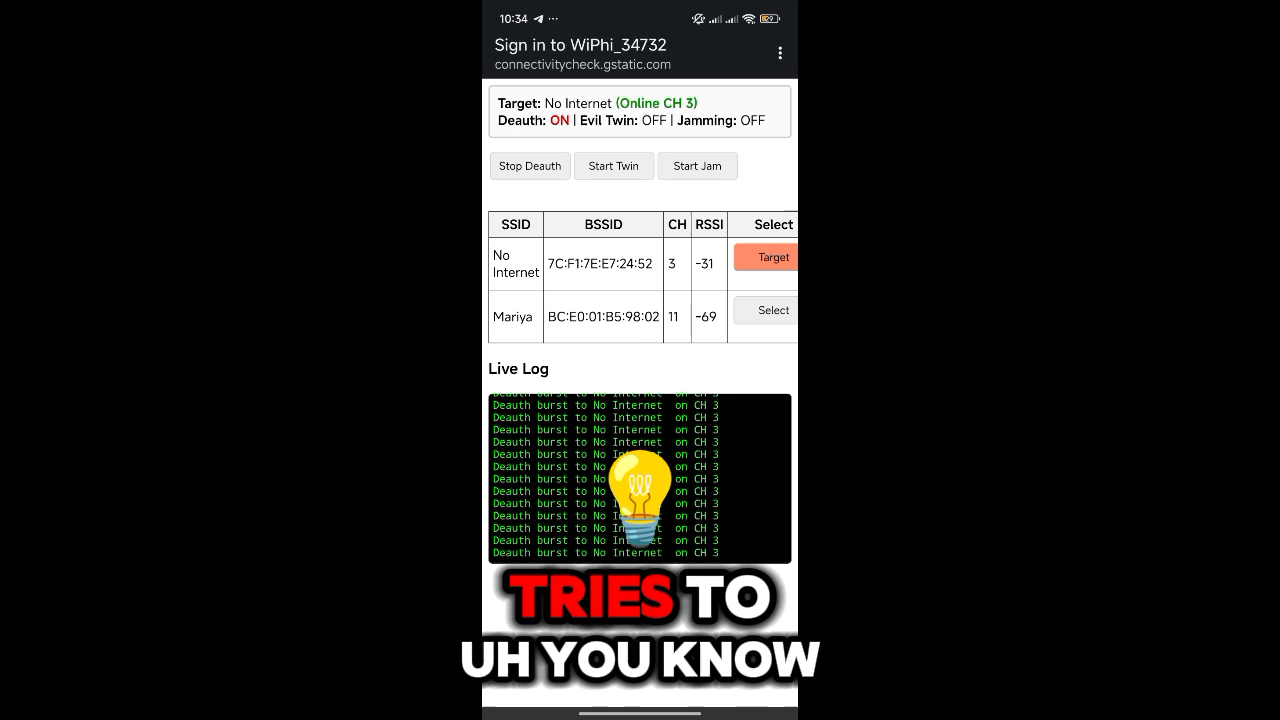 10:34
Sign in to WiPhi_34732
connectivitycheck.gstatic.com
Target: No Internet (Online CH 3)
Deauth: ON | Evil Twin: OFF | Jamming: OFF
Stop Deauth Start Twin Start Jam
SSID BSSID CH RSSI Select
No Internet 7C:F1:7E:E7:24:52 3 -31 Target
Mariya BC:E0:01:B5:98:02 11 -69 Select
Live Log
Deauth burst to No Internet on CH 3
Deauth burst to No Internet on CH 3
Deauth burst to No Internet on CH 3
Deauth burst to No Internet on CH 3
Deauth burst to No Internet on CH 3
Deauth burst to No on CH 3
Deauth burst to No on CH 3
Deauth burst to No on CH 3
Deauth burst to No on CH 3
Deauth burst to No on CH 3
Deauth burst to No on CH 3
Deauth burst to No on CH 3
Deauth burst to No on CH 3
Deauth burst to No Internet on CH 3
TRIES TO
UH YOU KNOW